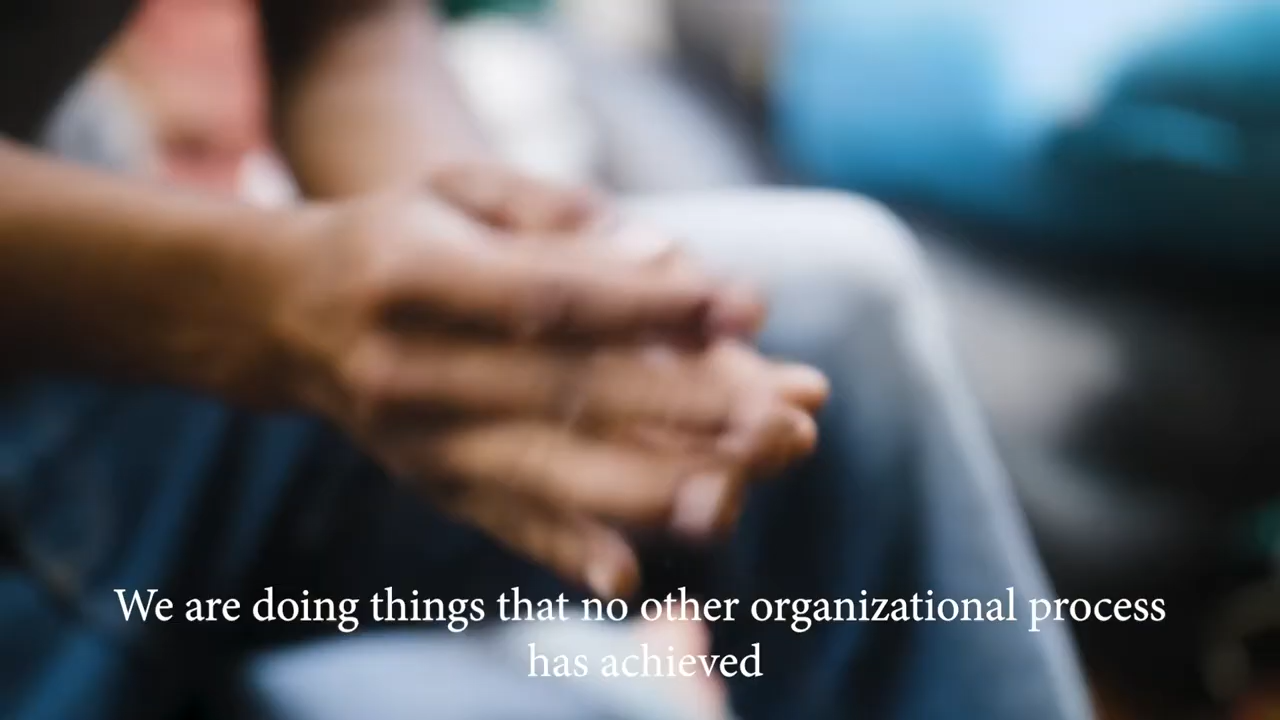 We are doing things that no other organizational process
has achieved